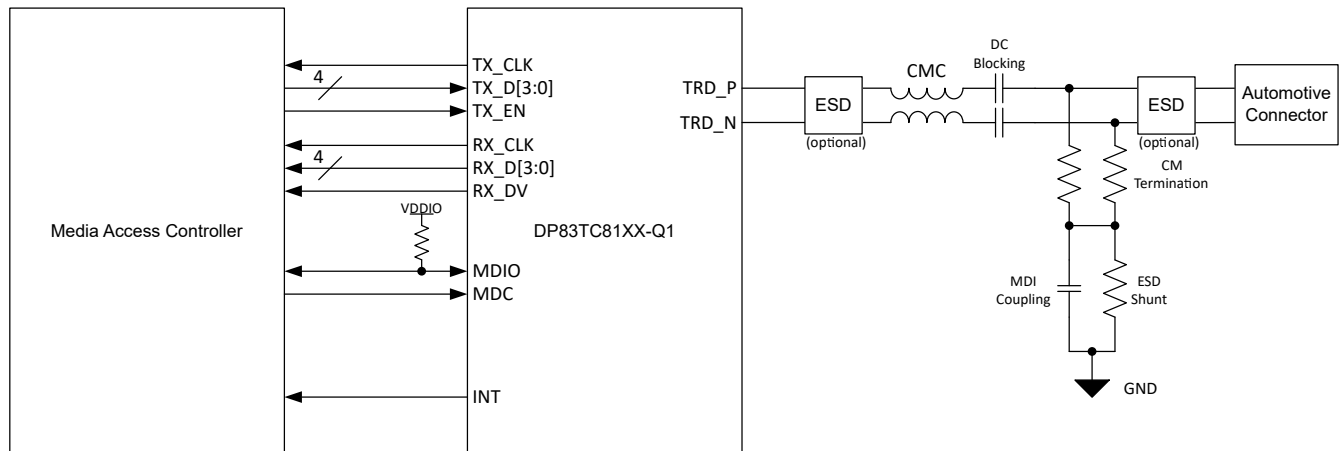 Media Access Controller
4
4
VDDIO
TX_CLK
TX_D[3:0]
TX_EN
RX_CLK
RX_D[3:0]
RX_DV
MDIO
MDC
INT
DP83TC81XX-Q1
TRD_P
TRD_N
ESD
(optional)
CMC
DC
Blocking
ESD
(optional)
Automotive
Connector
CM
Termination
MDI
Coupling
ESD
Shunt
GND